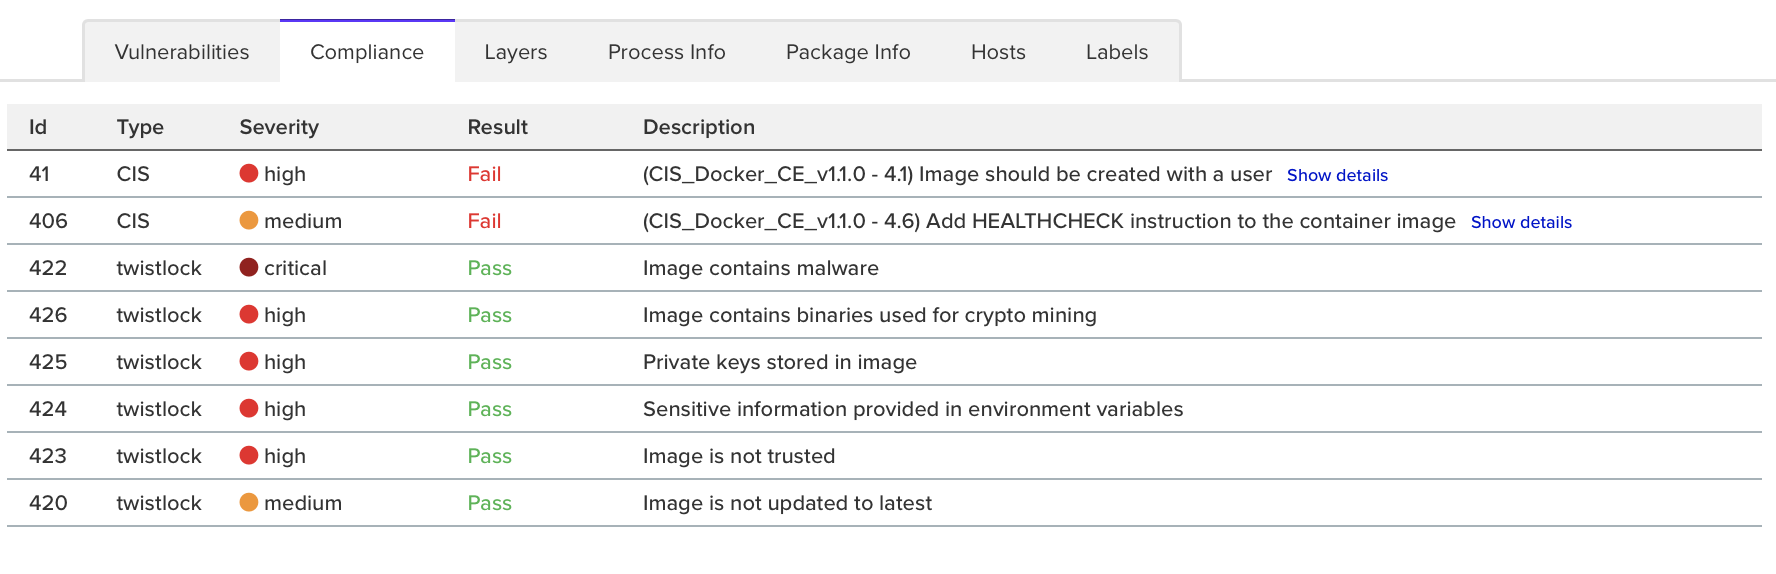 Vulnerabilities Compliance Layers Process Info Package Info Hosts Labels
Id Type Severity Result Description
41 CIS high Fail (CIS_Docker_CE_v1.1.0 - 4.1) Image should be created with a user Show details
406 CIS medium Fail (CIS_Docker_CE_v1.1.0 - 4.6) Add HEALTHCHECK instruction to the container image Show details
422 twistlock critical Pass Image contains malware
426 twistlock high Pass Image contains binaries used for crypto mining
425 twistlock high Pass Private keys stored in image
424 twistlock high Pass Sensitive information provided in environment variables
423 twistlock high Pass Image is not trusted
420 twistlock medium Pass Image is not updated to latest